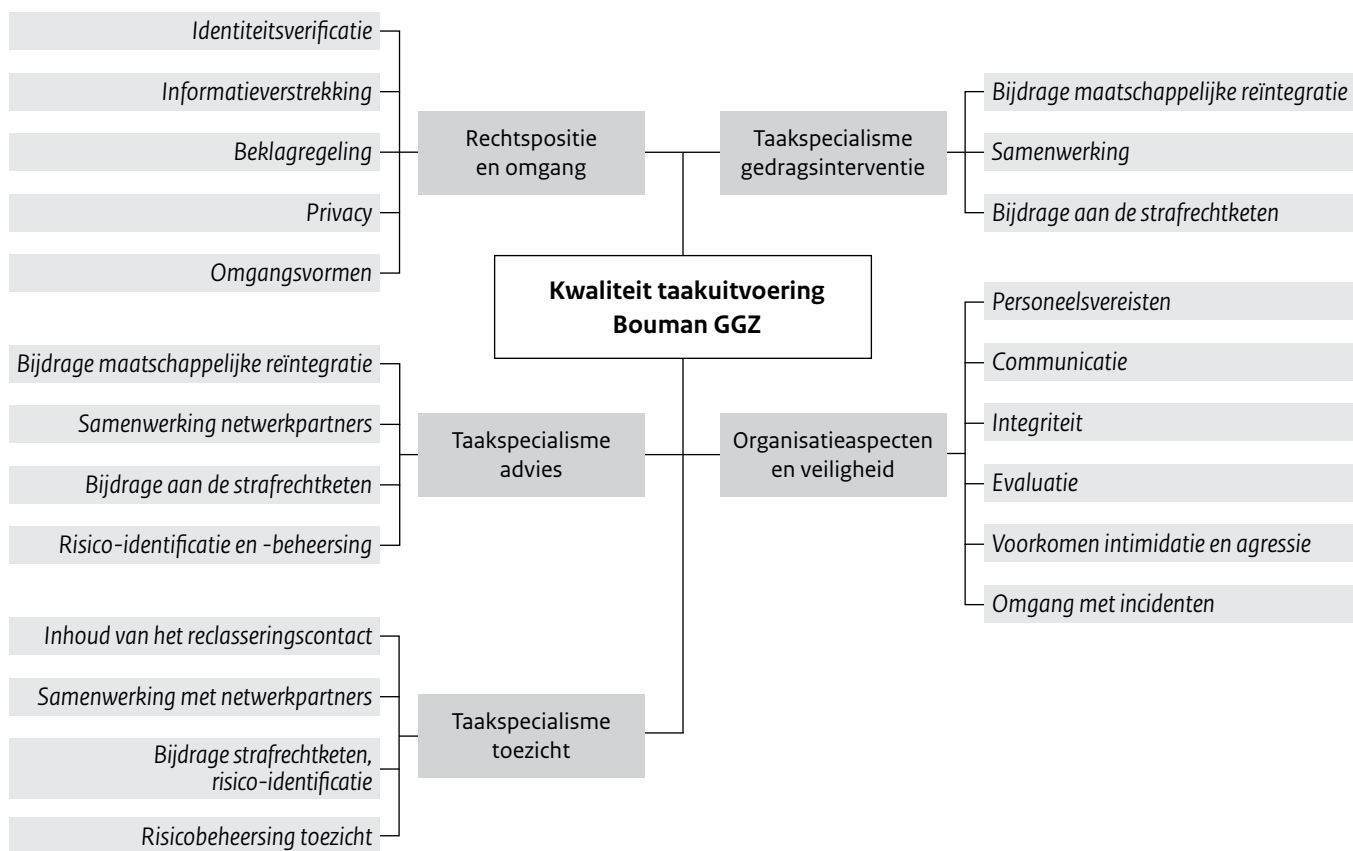 Identiteitsverificatie
Informatieverstrekking
Beklagregeling
Privacy
Omgangsvormen
Rechtspositie
en omgang
Taakspecialisme
gedragsinterventie
Bijdrage maatschappelijke reïntegratie
Samenwerking
Bijdrage aan de strafrechtketen
Kwaliteit taakuitvoering
Bouman GGZ
Bijdrage maatschappelijke reïntegratie
Samenwerking netwerkpartners
Bijdrage aan de strafrechtketen
Risico-identificatie en -beheersing
Taakspecialisme
advies
Organisatieaspecten
en veiligheid
Personeelsvereisten
Communicatie
Integriteit
Evaluatie
Voorkomen intimidatie en agressie
Omgang met incidenten
Inhoud van het reclasseringscontact
Samenwerking met netwerkpartners
Bijdrage strafrechtketen,
risico-identificatie
Risicobeheersing toezicht
Taakspecialisme
toezicht